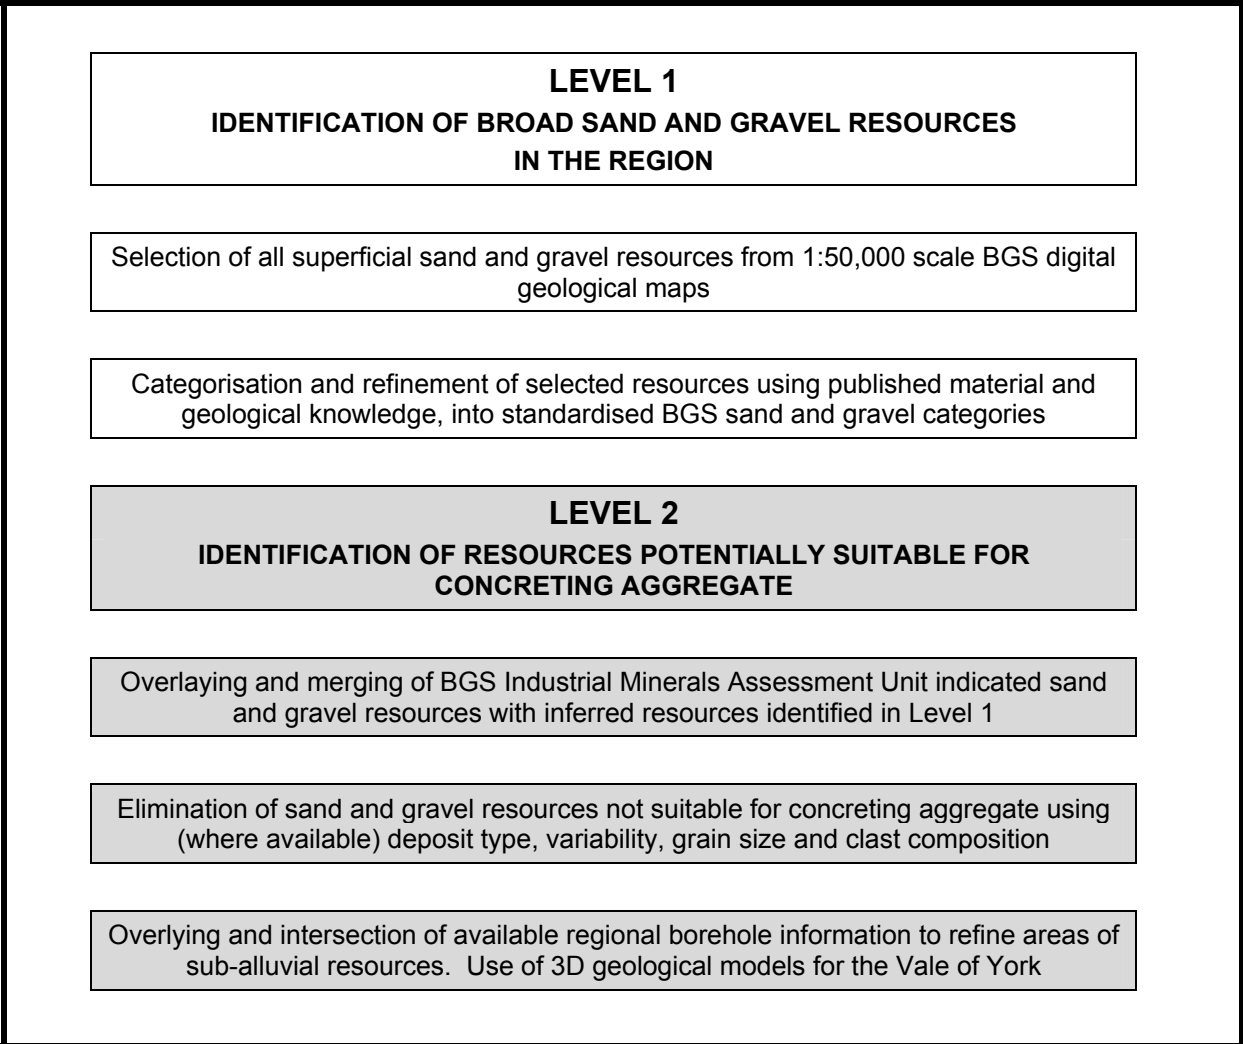 LEVEL 1
IDENTIFICATION OF BROAD SAND AND GRAVEL RESOURCES
IN THE REGION
Selection of all superficial sand and gravel resources from 1:50,000 scale BGS digital
geological maps
Categorisation and refinement of selected resources using published material and
geological knowledge, into standardised BGS sand and gravel categories
LEVEL 2
IDENTIFICATION OF RESOURCES POTENTIALLY SUITABLE FOR
CONCRETING AGGREGATE
Overlaying and merging of BGS Industrial Minerals Assessment Unit indicated sand
and gravel resources with inferred resources identified in Level 1
Elimination of sand and gravel resources not suitable for concreting aggregate using
(where available) deposit type, variability, grain size and clast composition
Overlying and intersection of available regional borehole information to refine areas of
sub-alluvial resources.  Use of 3D geological models for the Vale of York